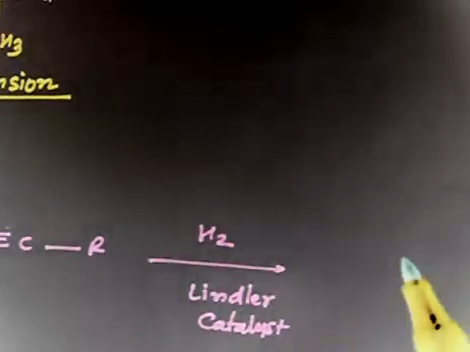 H3
nsion
≡ C — R
H2
Lindler
Catalyst